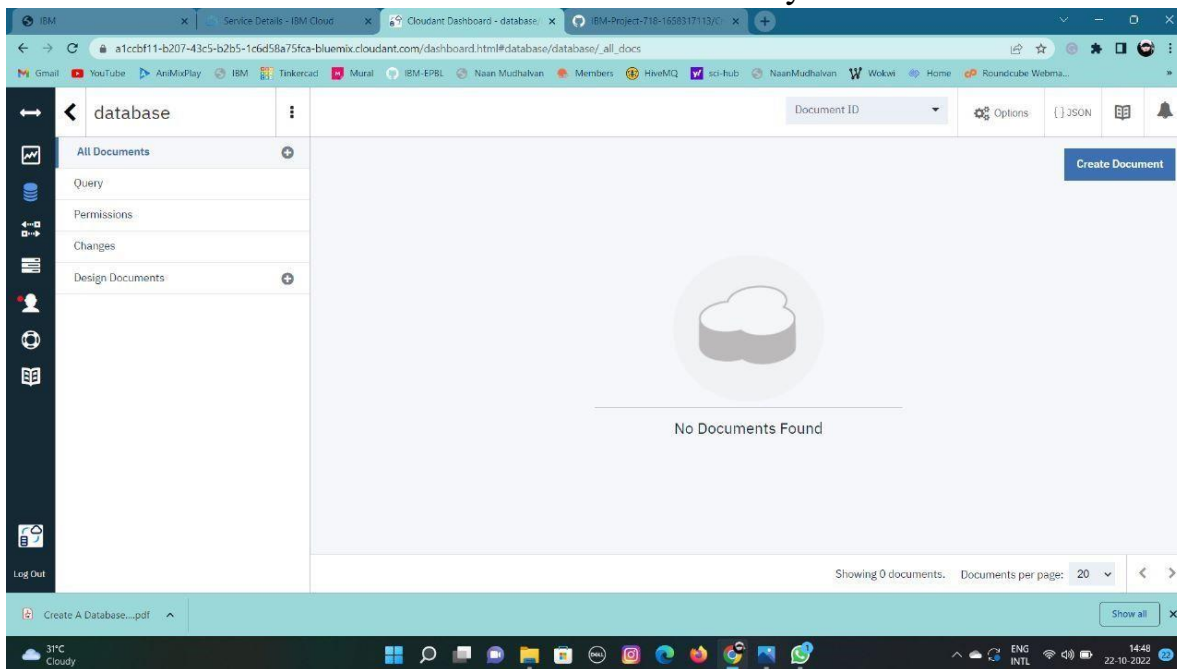 IBM
Service Details - IBM Cloud
Cloudant Dashboard - database/
IBM-Project-718-1658317113/
a1ccbf11-b207-43c5-b2b5-1c6d58a75fca-bluemix.cloudant.com/dashboard.html#database/database/_all_docs
Gmail YouTube AniMixPlay IBM Tinkercad Mural IBM-EPBL Naan Mudhalvan Members HiveMQ sci-hub NaanMudhalvan Wokwi Home Roundcube Webma...
database
Document ID
Options
{ } JSON
All Documents
Create Document
Query
Permissions
Changes
Design Documents
No Documents Found
Log Out
Showing 0 documents. Documents per page: 20
Create A Database....pdf
Show all
31°C
Cloudy
ENG
INTL
14:48
22-10-2022
22